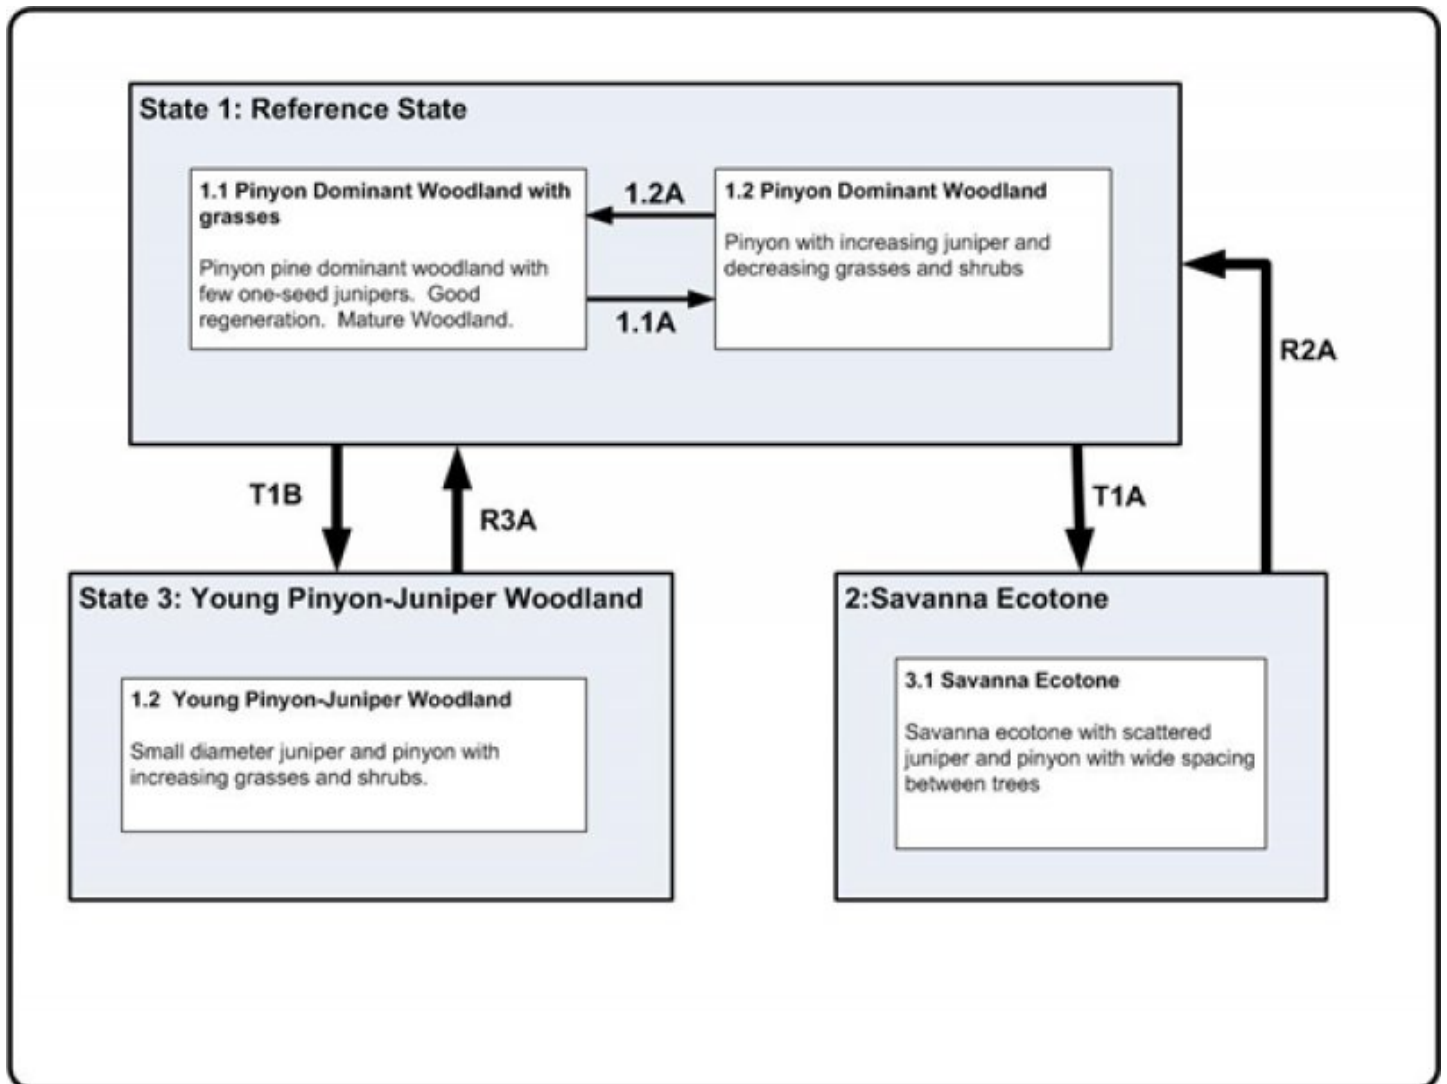 State 1: Reference State
1.1 Pinyon Dominant Woodland with
grasses
Pinyon pine dominant woodland with
few one-seed junipers.  Good
regeneration.  Mature Woodland.
1.2A
1.1A
1.2 Pinyon Dominant Woodland
Pinyon with increasing juniper and
decreasing grasses and shrubs
R2A
T1B
R3A
T1A
State 3: Young Pinyon-Juniper Woodland
1.2  Young Pinyon-Juniper Woodland
Small diameter juniper and pinyon with
increasing grasses and shrubs.
2:Savanna Ecotone
3.1 Savanna Ecotone
Savanna ecotone with scattered
juniper and pinyon with wide spacing
between trees